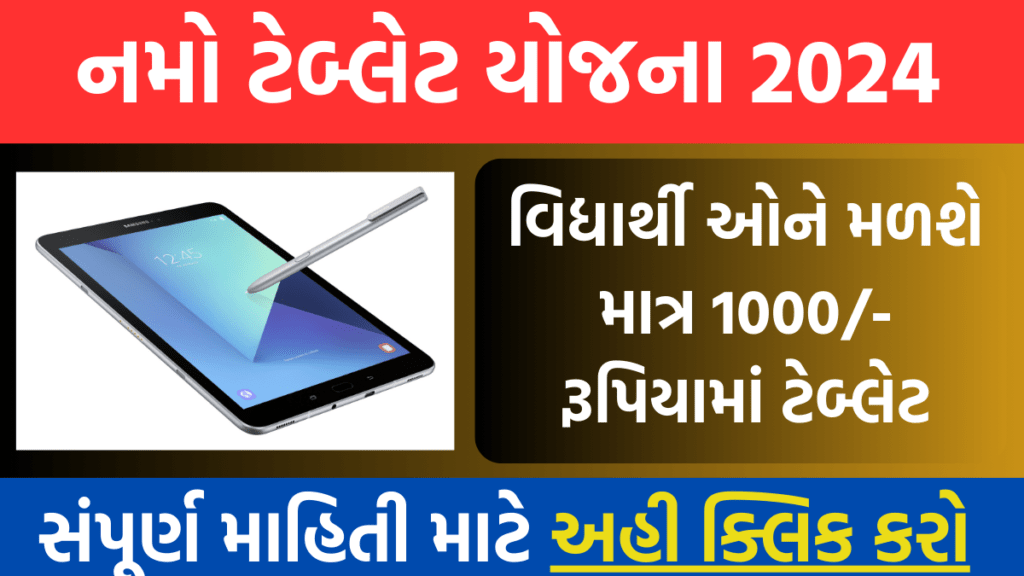 નમો ટેબ્લેટ યોજના 2024
SAMSUNG
12:45
વિદ્યાર્થી ઓને મળશે
માત્ર 1000/-
રૂપિયામાં ટેબ્લેટ
સંપૂર્ણ માહિતી માટે અહી ક્લિક કરો